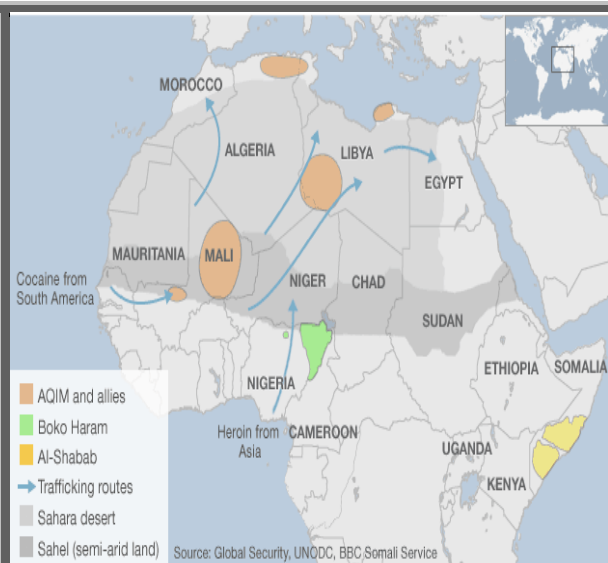 MOROCCO
ALGERIA
LIBYA
EGYPT
MAURITANIA
MALI
NIGER
CHAD
SUDAN
Cocaine from
South America
ETHIOPIA
SOMALIA
NIGERIA
Heroin from
Asia
CAMEROON
UGANDA
KENYA
AQIM and allies
Boko Haram
Al-Shabab
Trafficking routes
Sahara desert
Sahel (semi-arid land)
Source: Global Security, UNODC, BBC Somali Service